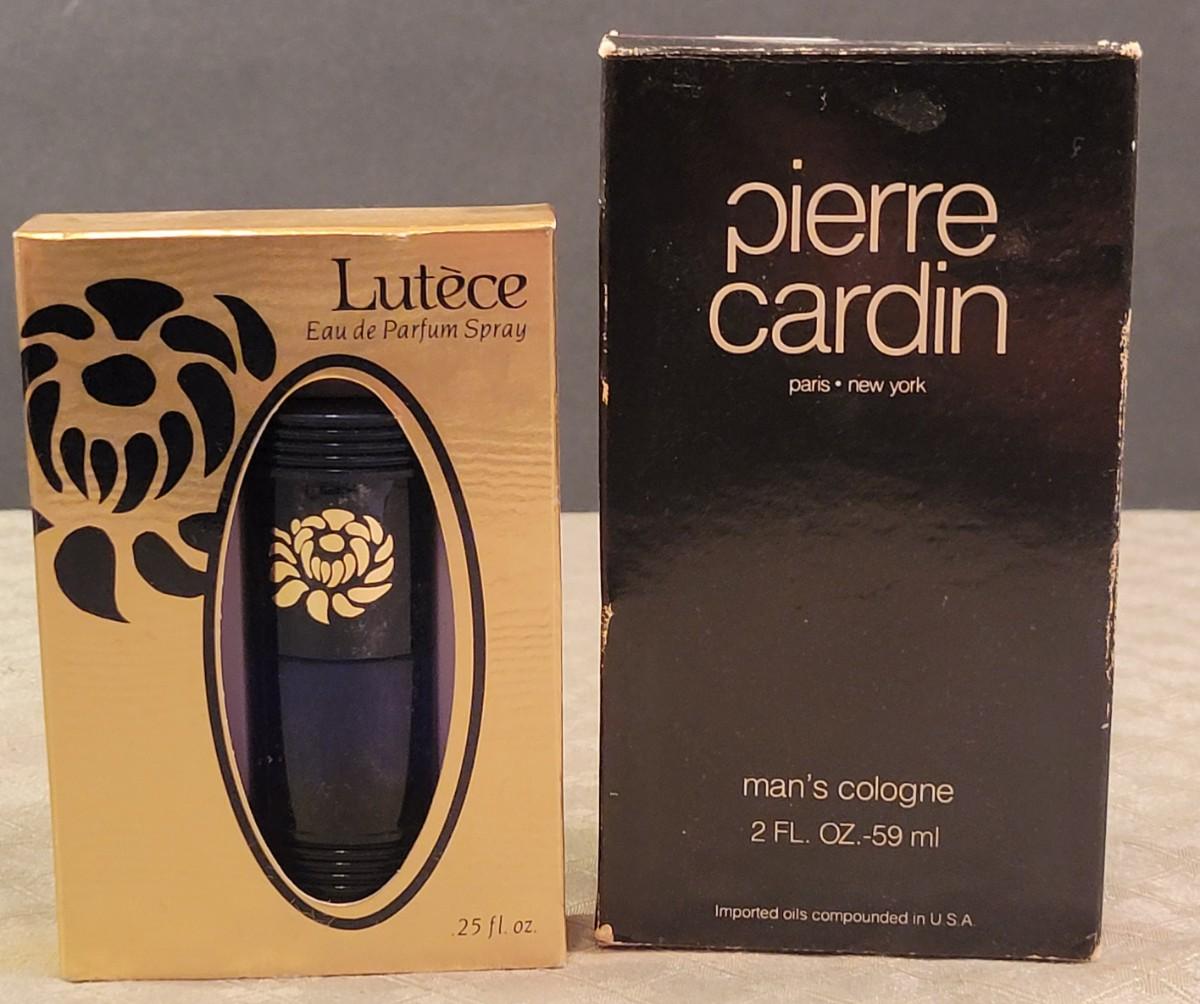 Lutèce
Eau de Parfum Spray
.25 fl. oz.
pierre
cardin
paris • new york
man's cologne
2 FL. OZ.-59 ml
Imported oils compounded in U.S.A.